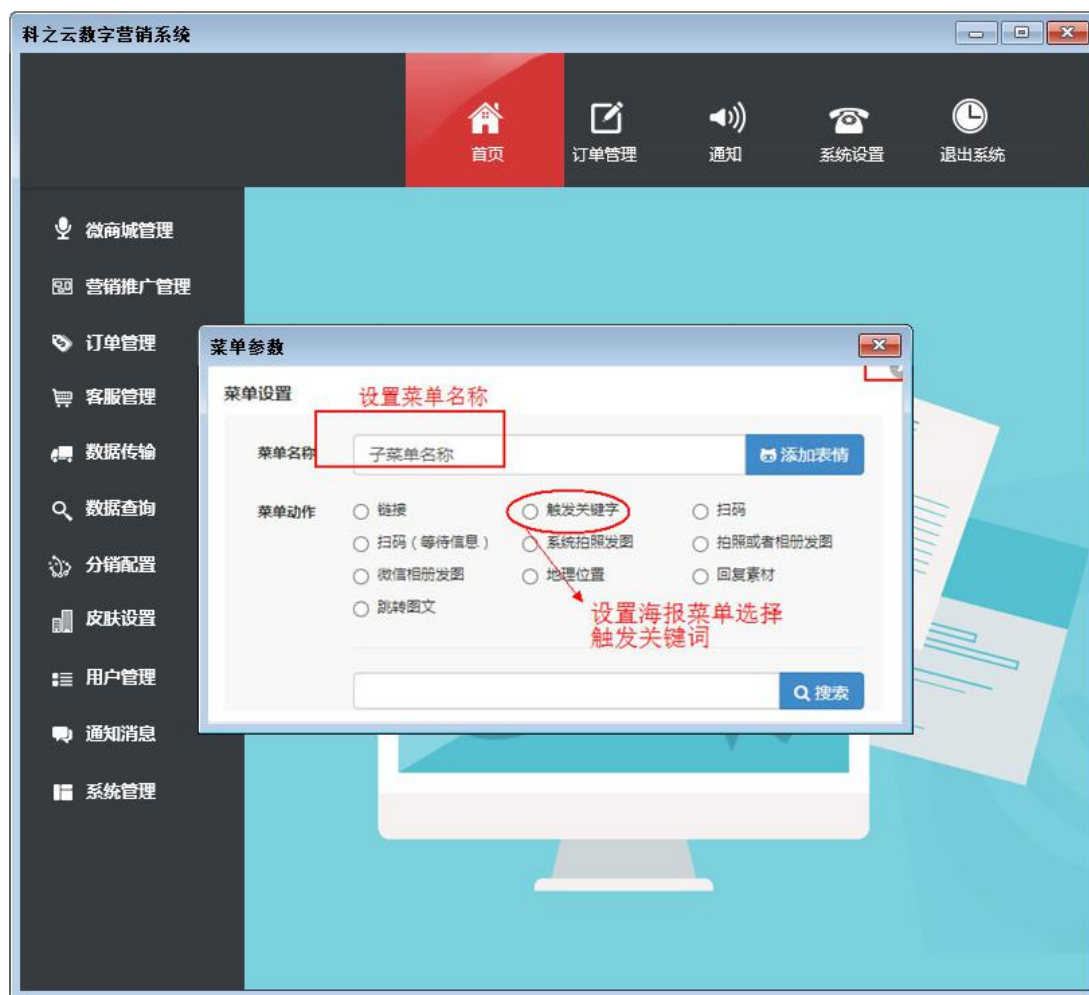 科之云数字营销系统
首页
订单管理
通知
系统设置
退出系统
微商城管理
营销推广管理
订单管理
客服管理
数据传输
数据查询
分销配置
皮肤设置
用户管理
通知消息
系统管理
菜单参数
菜单设置
设置菜单名称
菜单名称 子菜单名称 添加表情
菜单动作 链接 触发关键字 扫码
扫码(等待信息) 系统拍照发图 拍照或者相册发图
微信相册发图 地理位置 回复素材
跳转图文
设置海报菜单选择
触发关键词
搜索